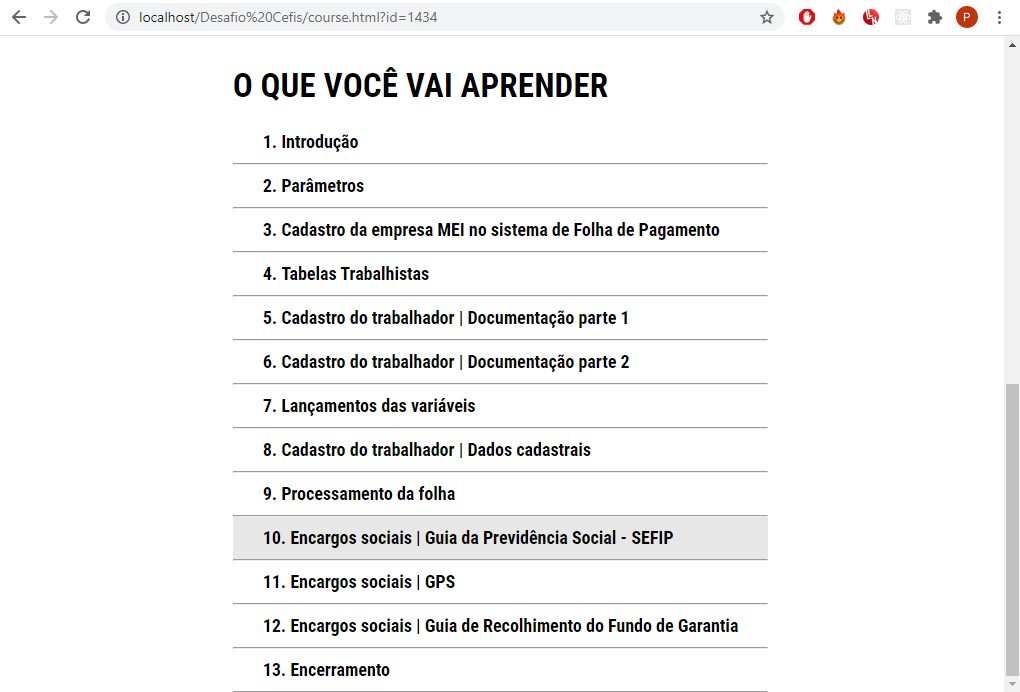 localhost/Desafio%20Cefis/course.html?id=1434
P
O QUE VOCÊ VAI APRENDER
1. Introdução
2. Parâmetros
3. Cadastro da empresa MEI no sistema de Folha de Pagamento
4. Tabelas Trabalhistas
5. Cadastro do trabalhador | Documentação parte 1
6. Cadastro do trabalhador | Documentação parte 2
7. Lançamentos das variáveis
8. Cadastro do trabalhador | Dados cadastrais
9. Processamento da folha
10. Encargos sociais | Guia da Previdência Social - SEFIP
11. Encargos sociais | GPS
12. Encargos sociais | Guia de Recolhimento do Fundo de Garantia
13. Encerramento